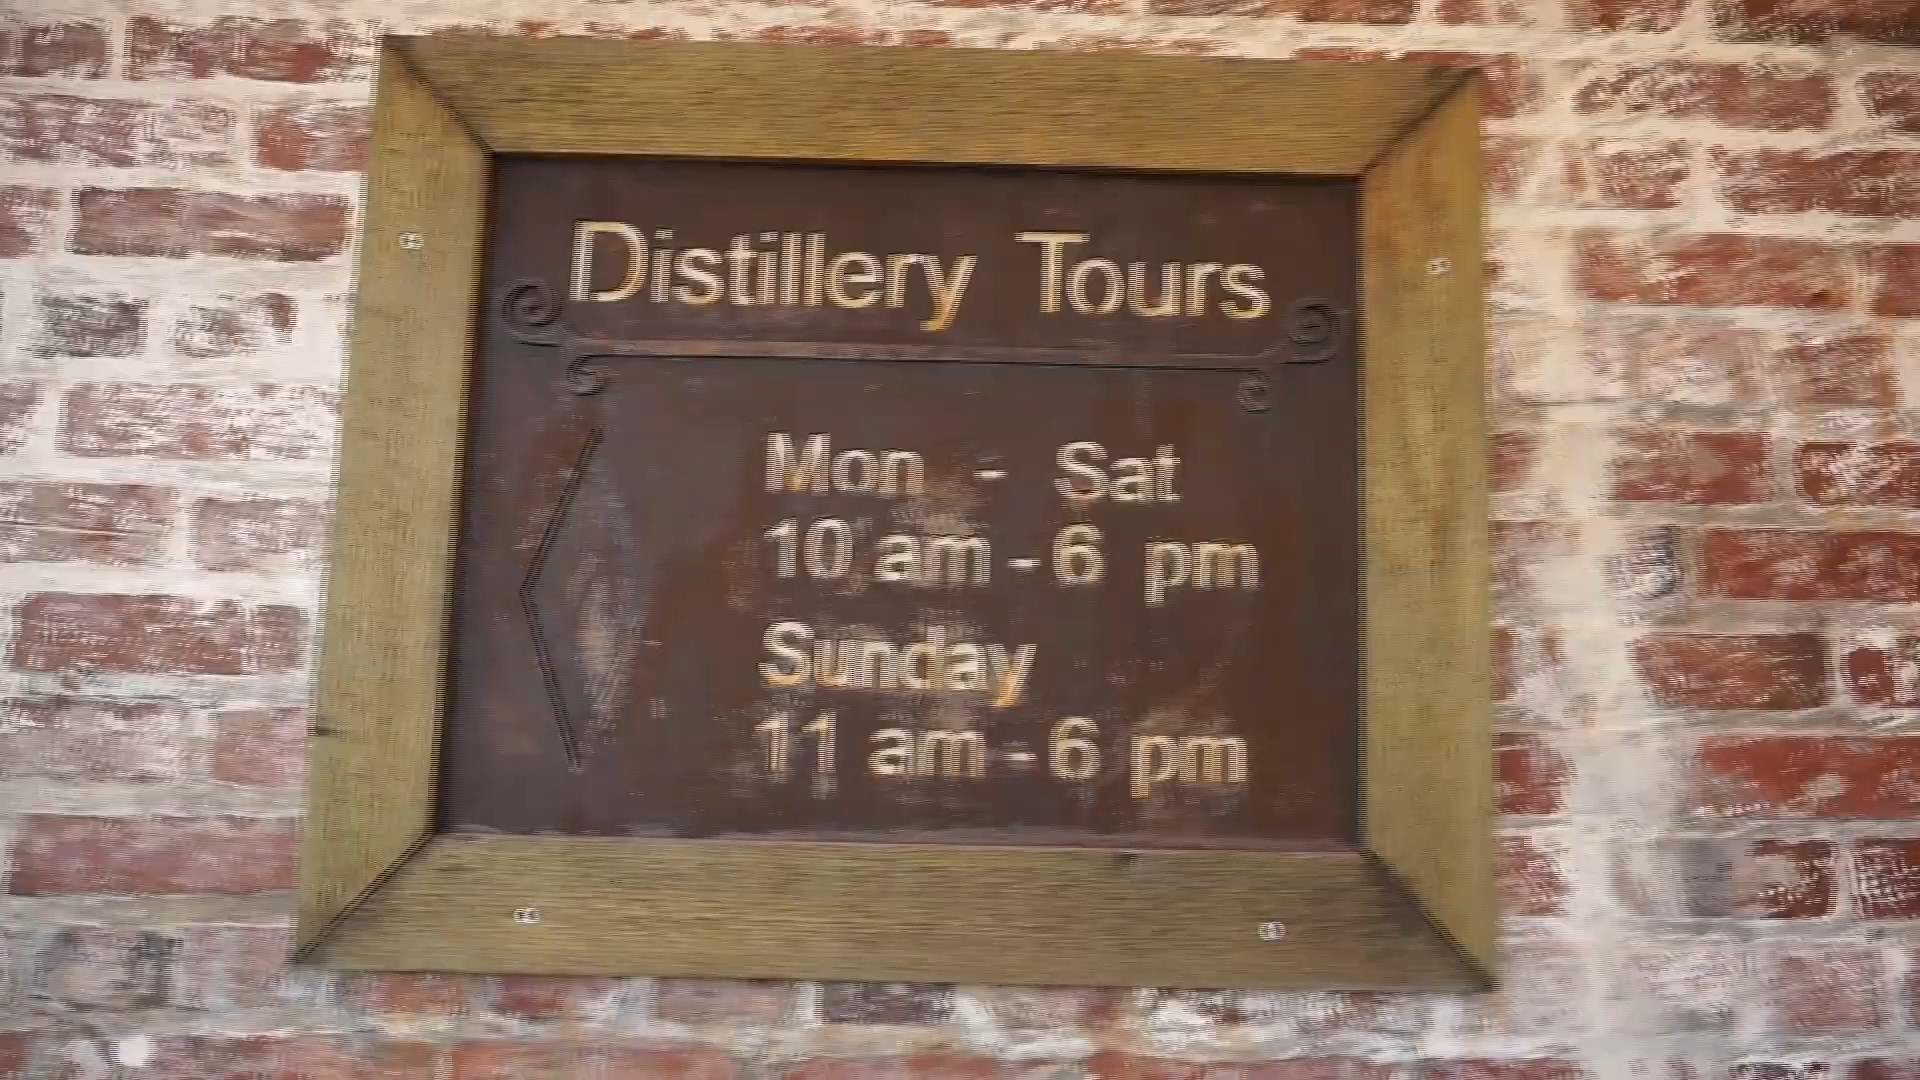 Distillery Tours
Mon - Sat
10 am - 6 pm
Sunday
11 am - 6 pm